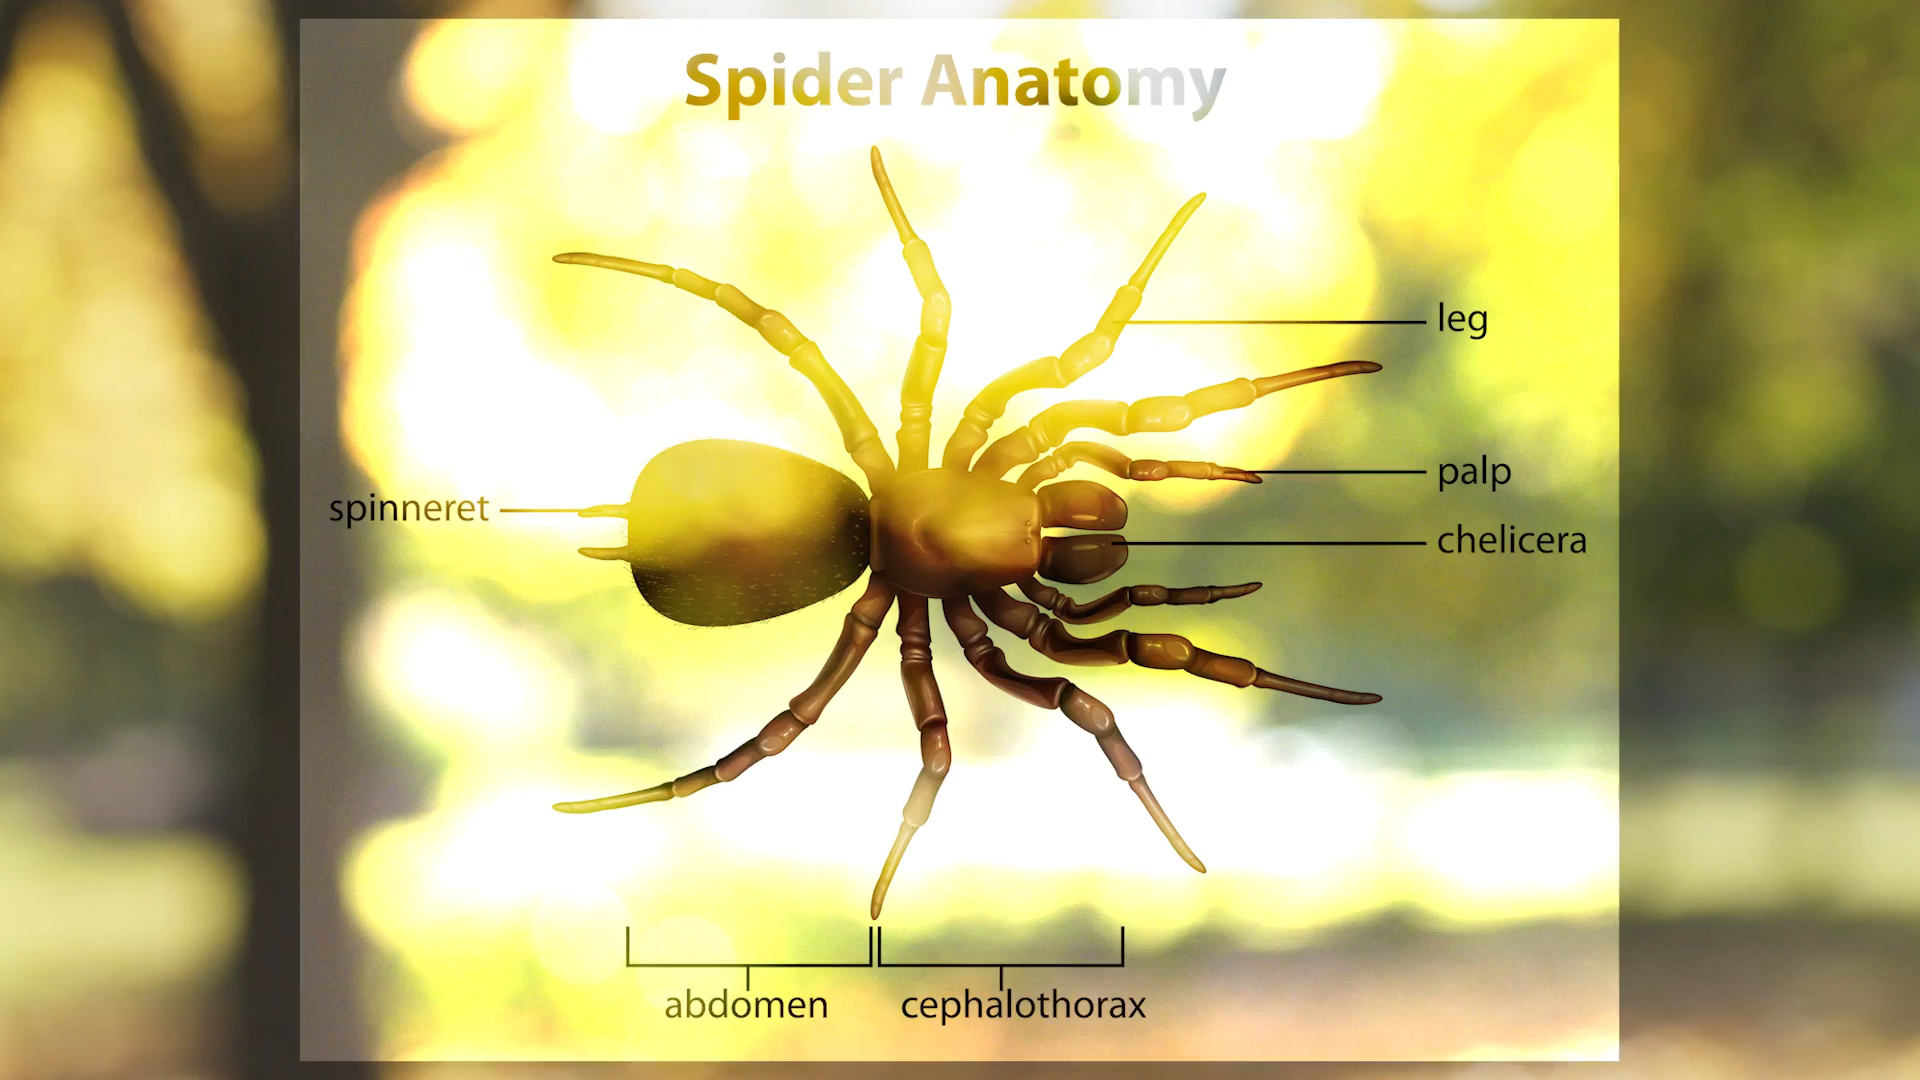 Spider Anatomy
leg
palp
spinneret
chelicera
abdomen
cephalothorax